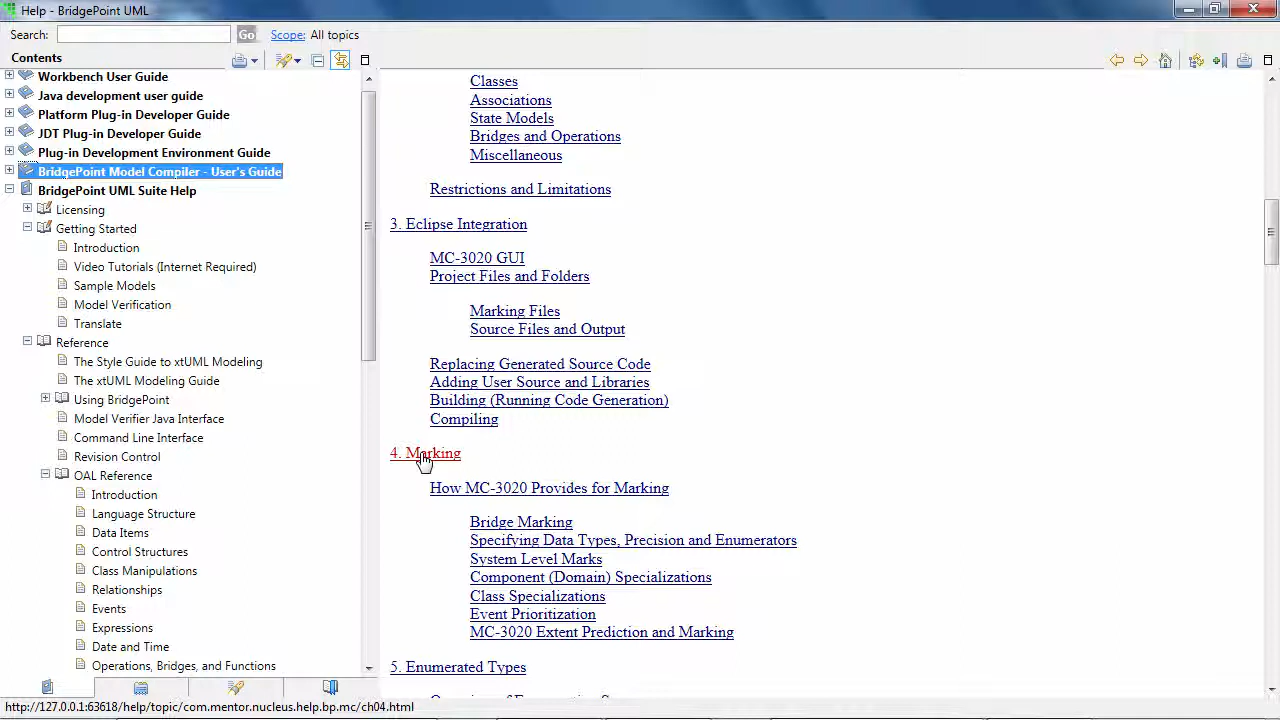 Help - BridgePoint UML
Search: Go Scope: All topics
Contents
Workbench User Guide
Java development user guide
Platform Plug-in Developer Guide
JDT Plug-in Developer Guide
Plug-in Development Environment Guide
BridgePoint Model Compiler - User's Guide
BridgePoint UML Suite Help
Licensing
Getting Started
Introduction
Video Tutorials (Internet Required)
Sample Models
Model Verification
Translate
Reference
The Style Guide to xtUML Modeling
The xtUML Modeling Guide
Using BridgePoint
Model Verifier Java Interface
Command Line Interface
Revision Control
OAL Reference
Introduction
Language Structure
Data Items
Control Structures
Class Manipulations
Relationships
Events
Expressions
Date and Time
Operations, Bridges, and Functions
Classes
Associations
State Models
Bridges and Operations
Miscellaneous
Restrictions and Limitations
3. Eclipse Integration
MC-3020 GUI
Project Files and Folders
Marking Files
Source Files and Output
Replacing Generated Source Code
Adding User Source and Libraries
Building (Running Code Generation)
Compiling
4. Marking
How MC-3020 Provides for Marking
Bridge Marking
Specifying Data Types, Precision and Enumerators
System Level Marks
Component (Domain) Specializations
Class Specializations
Event Prioritization
MC-3020 Extent Prediction and Marking
5. Enumerated Types
http://127.0.0.1:63618/help/topic/com.mentor.nucleus.help.bp.mc/ch04.html